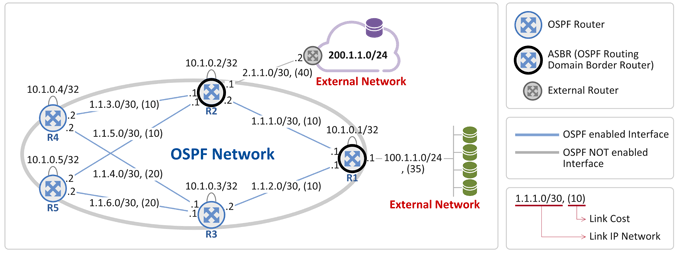 10.1.0.2/32
.2
200.1.1.0/24
.1
2.1.1.0/30, (40)
External Network
10.1.0.4/32
1.1.3.0/30, (10)
.1
R2
.2
.1
.2
R4
.2
1.1.5.0/30, (10)
1.1.1.0/30, (10)
10.1.0.1/32
10.1.0.5/32
OSPF Network
.1
.1
R1
.1
100.1.1.0/24
, (35)
1.1.4.0/30, (20)
10.1.0.3/32
1.1.2.0/30, (10)
.2
.2
R5
1.1.6.0/30, (20)
.1
.1
.2
R3
External Network
OSPF Router
ASBR (OSPF Routing
Domain Border Router)
External Router
OSPF enabled Interface
OSPF NOT enabled
Interface
1.1.1.0/30, (10)
Link Cost
Link IP Network